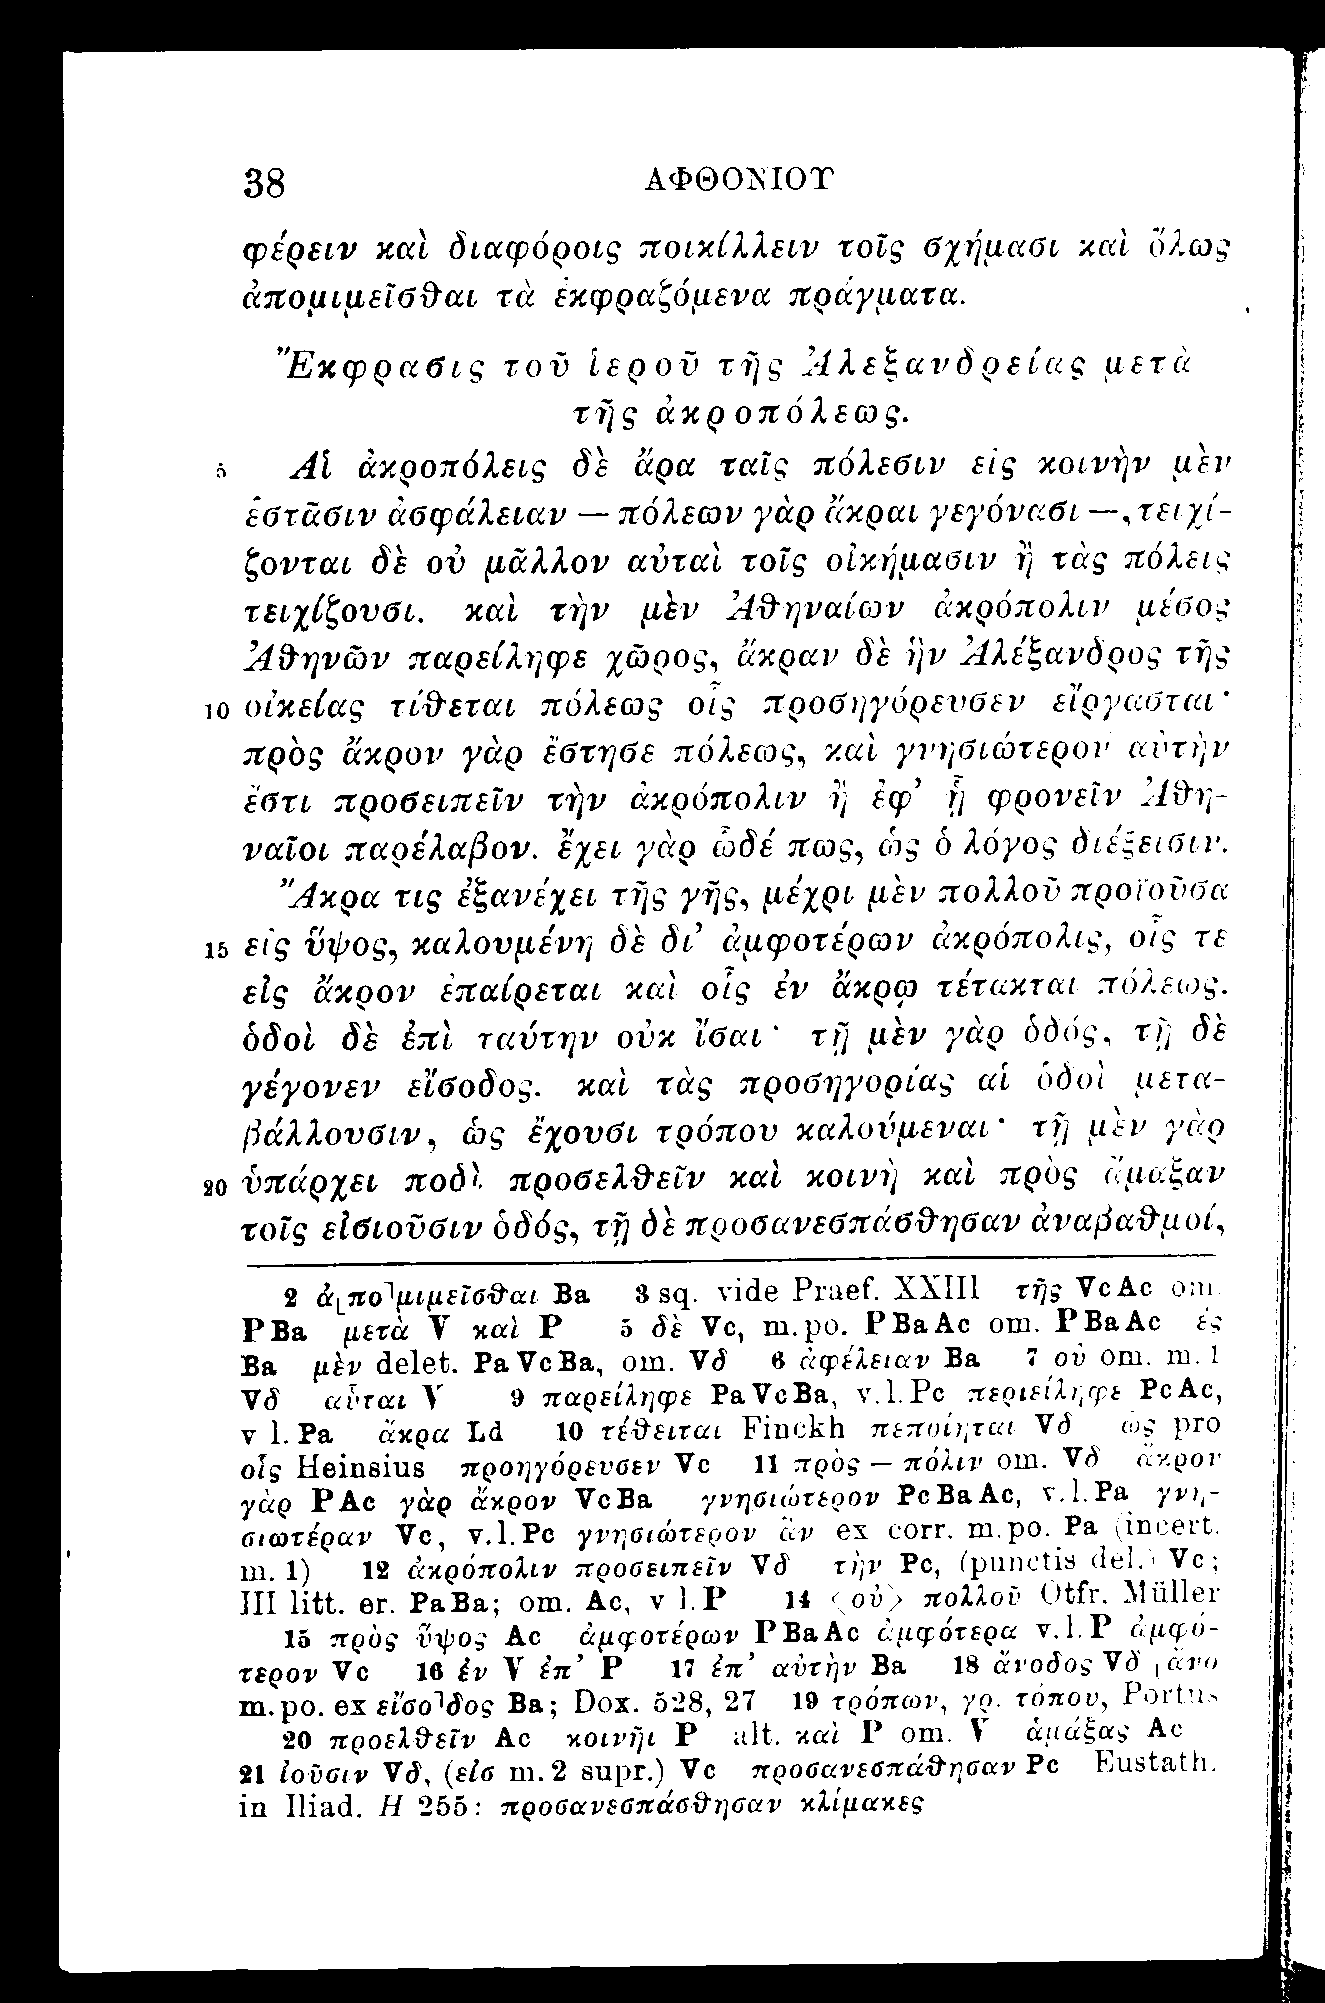 38 ΑΦΘΟΝΙΟΥ
φέρειν καὶ διαφόροις ποικίλλειν τοῖς σχήμασι καὶ ὅλως
ἀπομιμεῖσθαι τὰ ἐκφραζόμενα πράγματα.
Ἔκφρασις τοῦ ἱεροῦ τῆς Ἀλεξανδρείας μετὰ
τῆς ἀκροπόλεως.
5 Αἱ ἀκροπόλεις δὲ ἄρα ταῖς πόλεσιν εἰς κοινὴν μὲν
ἑστᾶσιν ἀσφάλειαν — πόλεων γὰρ ἄκραι γεγόνασι —, τειχί-
ζονται δὲ οὐ μᾶλλον αὐταὶ τοῖς οἰκήμασιν ἢ τὰς πόλεις
τειχίζουσι. καὶ τὴν μὲν Ἀθηναίων ἀκρόπολιν μέσος
Ἀθηνῶν παρείληφε χῶρος, ἄκραν δὲ ἣν Ἀλέξανδρος τῆς
10 οἰκείας τίθεται πόλεως οἷς προσηγόρευσεν εἴργασται·
πρὸς ἄκρον γὰρ ἔστησε πόλεως, καὶ γνησιώτερον αὐτὴν
ἔστι προσειπεῖν τὴν ἀκρόπολιν ἢ ἐφ’ ᾗ φρονεῖν Ἀθη-
ναῖοι παρέλαβον. ἔχει γὰρ ὧδέ πως, ὡς ὁ λόγος διέξεισιν.
Ἄκρα τις ἐξανέχει τῆς γῆς, μέχρι μὲν πολλοῦ προϊοῦσα
15 εἰς ὕψος, καλουμένη δὲ δι’ ἀμφοτέρων ἀκρόπολις, οἷς τε
εἰς ἄκρον ἐπαίρεται καὶ οἷς ἐν ἄκρῳ τέτακται πόλεως.
ὁδοὶ δὲ ἐπὶ ταύτην οὐκ ἴσαι· τῇ μὲν γὰρ ὁδός, τῇ δὲ
γέγονεν εἴσοδος. καὶ τὰς προσηγορίας αἱ ὁδοὶ μετα-
βάλλουσιν, ὡς ἔχουσι τρόπου καλούμεναι· τῇ μὲν γὰρ
20 ὑπάρχει ποδὶ προσελθεῖν καὶ κοινὴ καὶ πρὸς ἅμαξαν
τοῖς εἰσιοῦσιν ὁδός, τῇ δὲ προσανεσπάσθησαν ἀναβαθμοί,
2 ἀ⌊πο⌉μιμεῖσθαι Ba 3 sq. vide Praef. XXIII τῆς VcAc om.
PBa μετὰ V καὶ P 5 δὲ Vc, m. po. PBaAc om. PBaAc ἐς
Ba μὲν delet. PaVcBa, om. Vδ 6 ἀφέλειαν Ba 7 οὐ om. m. 1
Vδ αὗται V 9 παρείληφε PaVcBa, v. l. Pc περιείληφε PcAc,
v l. Pa ἄκρα Ld 10 τέθειται Finckh πεποίηται Vδ ὡς pro
οἷς Heinsius προηγόρευσεν Vc 11 πρὸς — πόλιν om. Vδ ἄκρον
γὰρ PAc γὰρ ἄκρον VcBa γνησιώτερον PcBaAc, v. l. Pa γνη-
σιωτέραν Vc, v. l. Pc γνησιώτερον ἂν ex corr. m. po. Pa (incert.
m. 1) 12 ἀκρόπολιν προσειπεῖν Vδ τὴν Pc, (punctis del.) Vc;
III litt. er. PaBa; om. Ac, v l. P 14 ⟨οὐ⟩ πολλοῦ Otfr. Müller
15 πρὸς ὕψος Ac ἀμφοτέρων PBaAc ἀμφότερα v. l. P ἀμφό-
τερον Vc 16 ἐν V ἐπ’ P 17 ἐπ’ αὐτὴν Ba 18 ἄνοδος Vδ ⌊ἄνο
m. po. ex εἴσο⌉δος Ba; Dox. 528, 27 19 τρόπων, γρ. τόπου, Portus
20 προελθεῖν Ac κοινῆι P alt. καὶ P om. V ἁμάξας Ac
21 ἰοῦσιν Vδ, (εἰσ m. 2 supr.) Vc προσανεσπάθησαν Pc Eustath.
in Iliad. H 255: προσανεσπάσθησαν κλίμακες